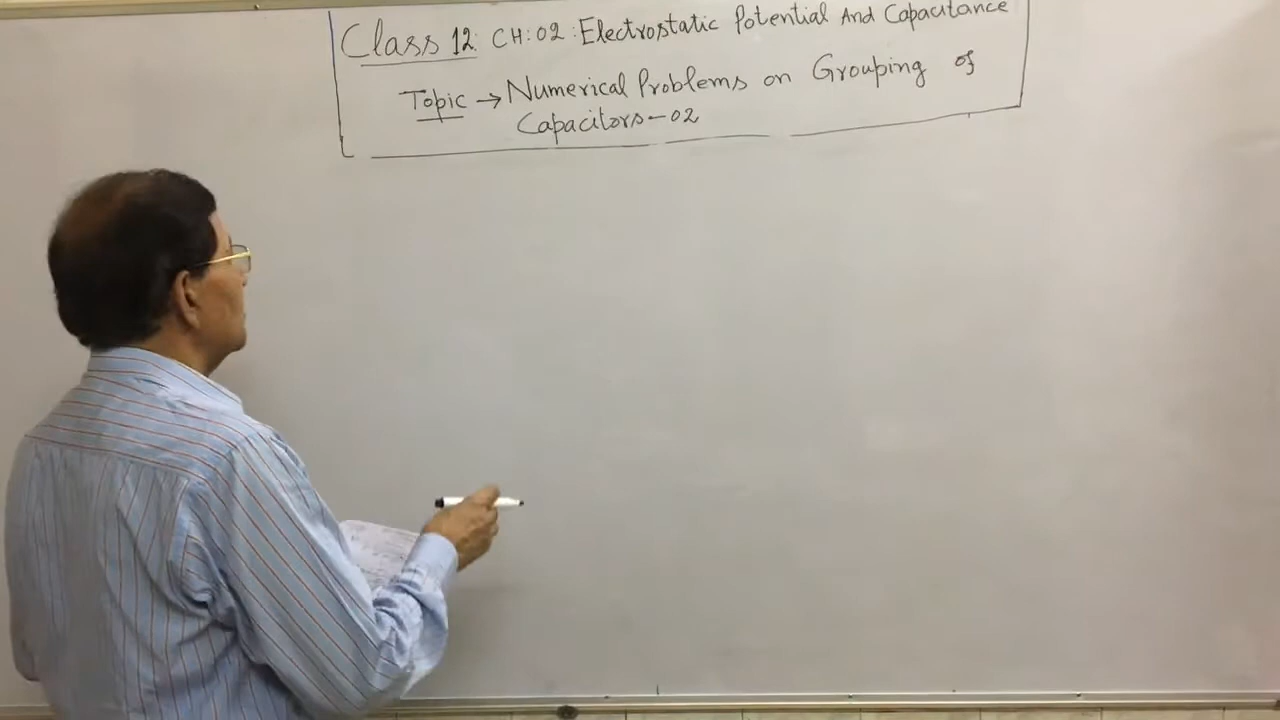 Class 12: CH:02:Electrostatic Potential And Capacitance
Topic → Numerical Problems on Grouping of
Capacitors-02